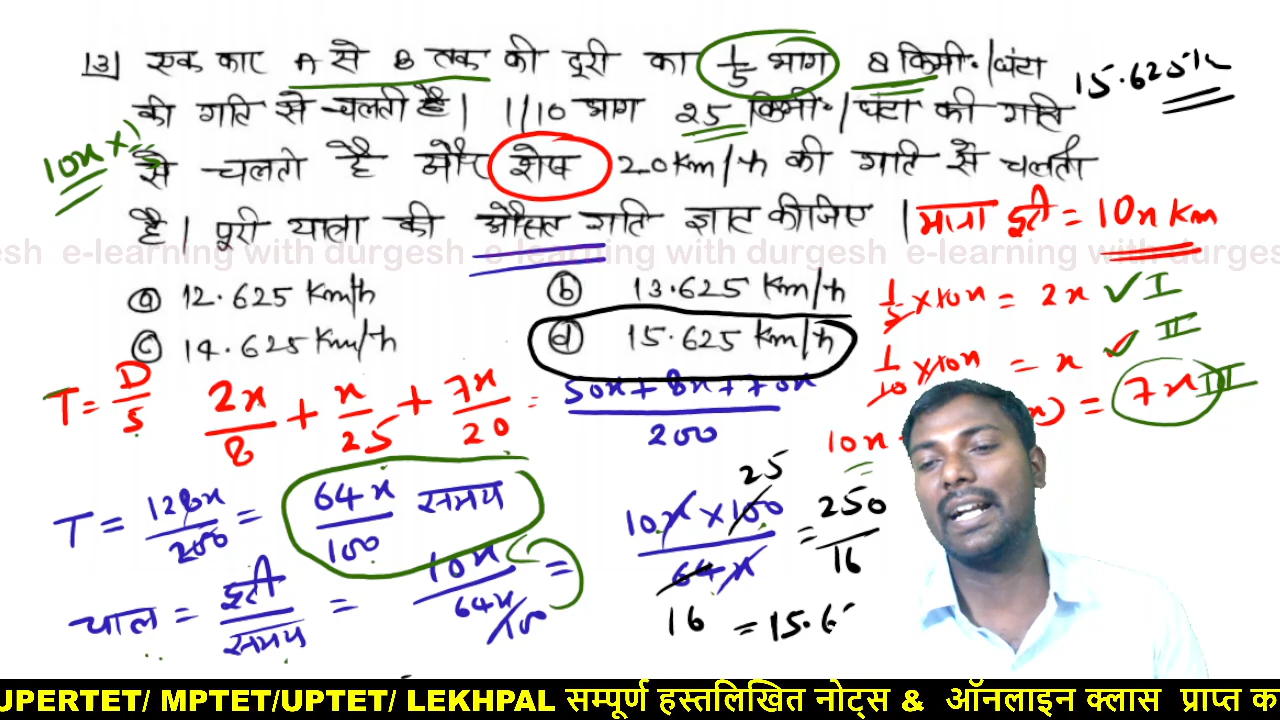 13] एक कार A से B तक की दूरी का 1/5 भाग 8 किमी॰/घंटा
की गति से चलती है| 1/10 भाग 25 किमी॰/घंटा की गति
से चलती है और शेष 20km/h की गति से चलती
है| पूरी यात्रा की औसत गति ज्ञात कीजिए |
15.625k
10x ×
माना दूरी = 10x km
durgesh e-learning with durgesh e-learning with durgesh e-learning with durgesh
ⓐ 12.625 Km/h
ⓑ 13.625 Km/h
ⓒ 14.625 Km/h
ⓓ 15.625 Km/h
1/5 × 10x = 2x ✓ I
1/10 × 10x = x ✓ II
10x - x) = 7x III
T = D/S 2x/8 + x/25 + 7x/20 = 50x + 8x + 70x / 200
T = 128x/200 = 64x/100 समय
चाल = दूरी/समय = 10x / 64x/100 =
10x × 100 / 64x = 250/16
25
16
= 15.6
UPERTET/ MPTET/UPTET/ LEKHPAL सम्पूर्ण हस्तलिखित नोट्स & ऑनलाइन क्लास प्राप्त क